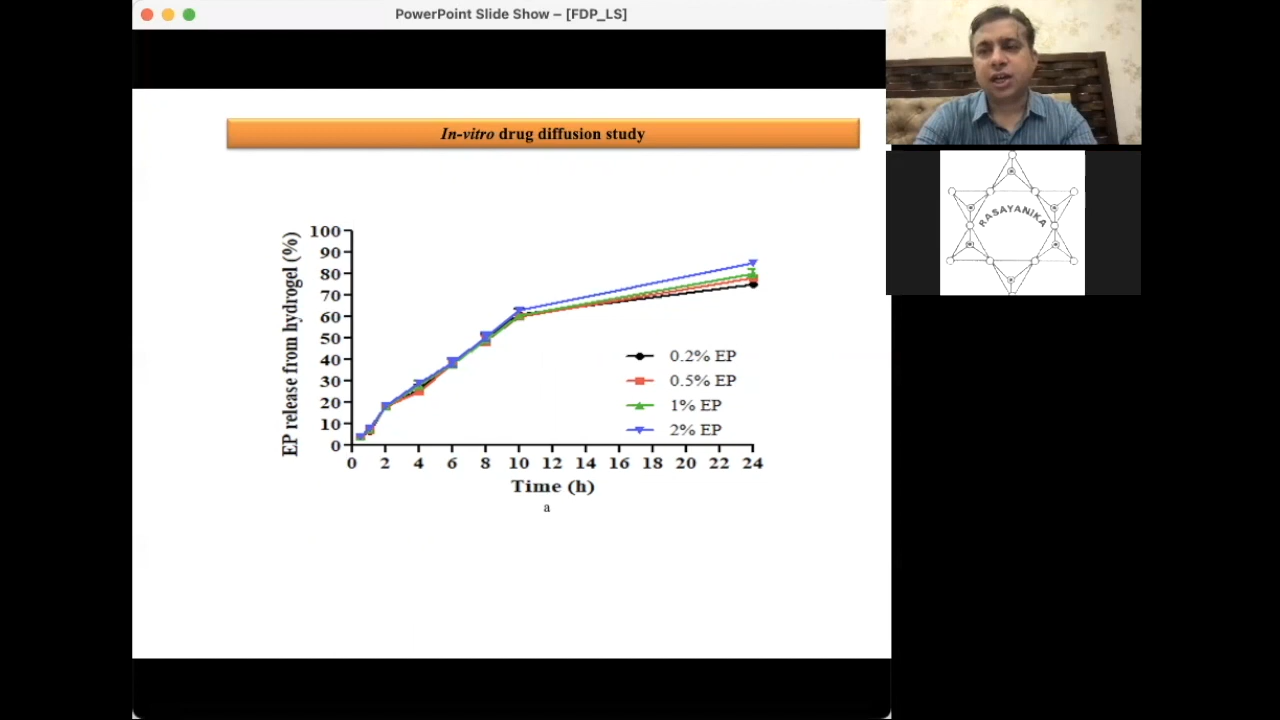 PowerPoint Slide Show – [FDP_LS]
In-vitro drug diffusion study
EP release from hydrogel (%)
100
90
80
70
60
50
40
30
20
10
0
0 2 4 6 8 10 12 14 16 18 20 22 24
Time (h)
a
0.2% EP
0.5% EP
1% EP
2% EP
RASAYANIKA